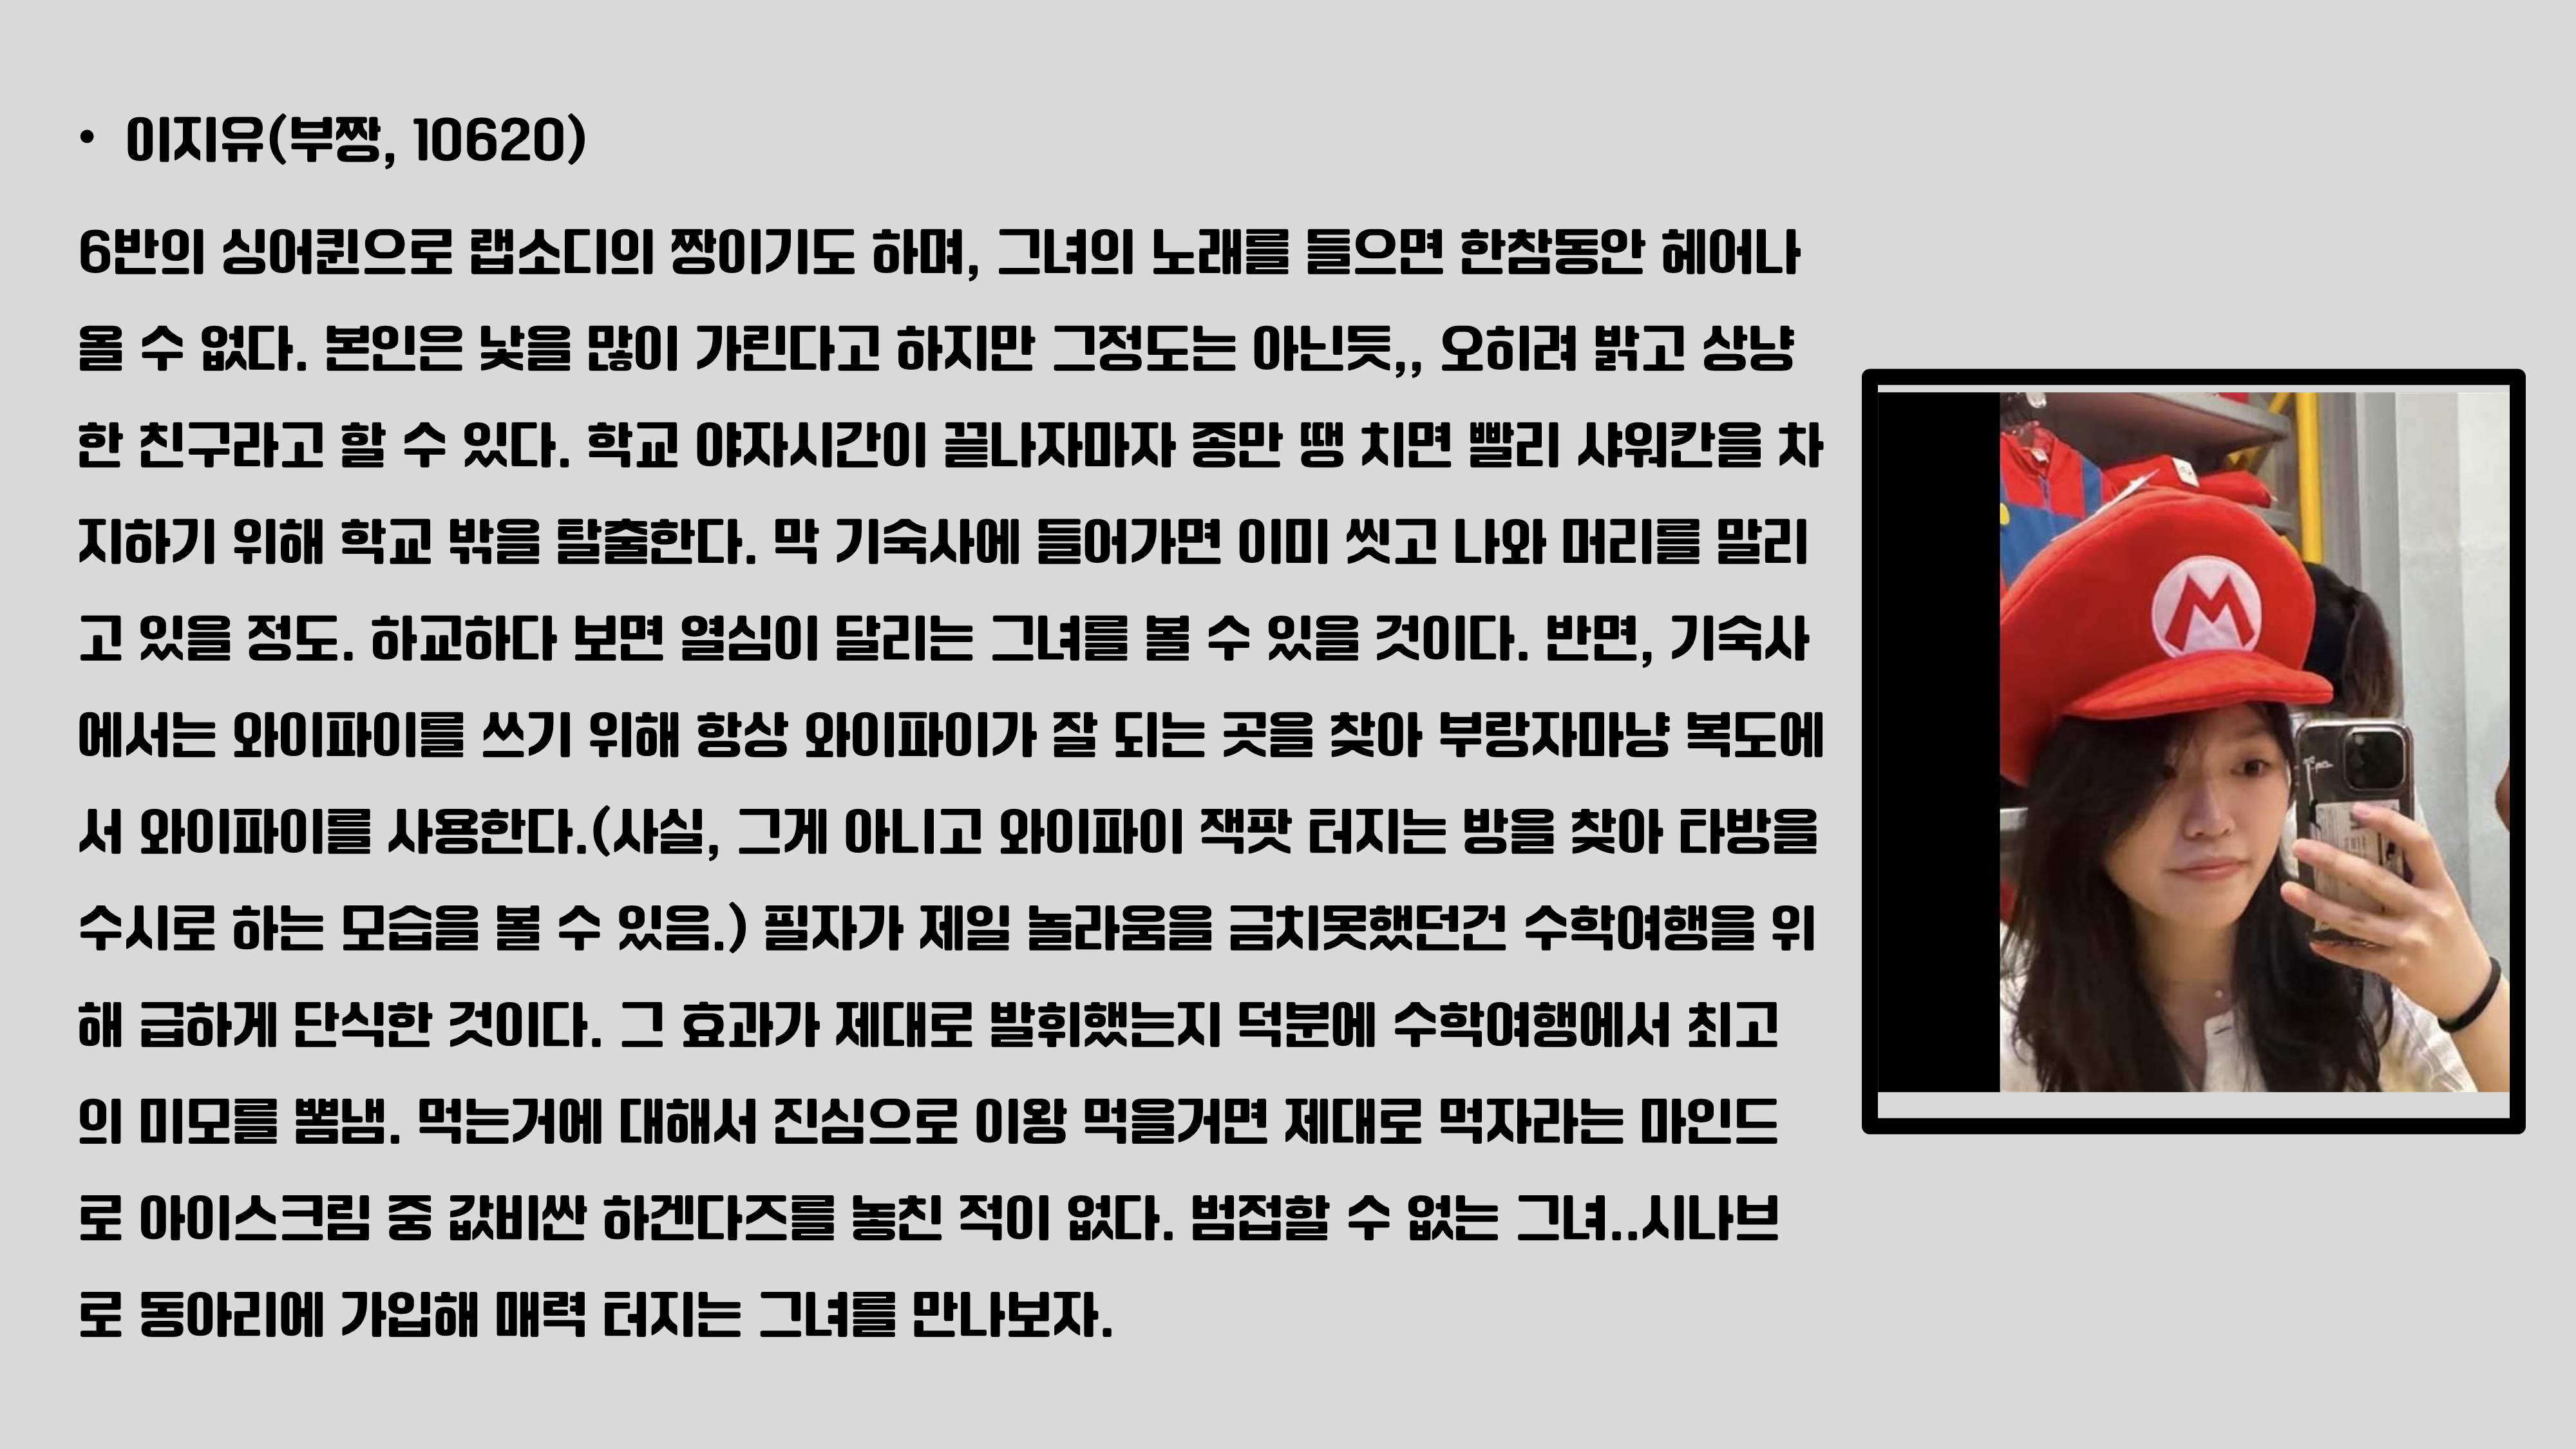 • 이지유(부짱, 10620)
6반의 싱어퀸으로 랩소디의 짱이기도 하며, 그녀의 노래를 들으면 한참동안 헤어나
올 수 없다. 본인은 낯을 많이 가린다고 하지만 그정도는 아닌듯,, 오히려 밝고 상냥
한 친구라고 할 수 있다. 학교 야자시간이 끝나자마자 종만 땡 치면 빨리 샤워칸을 차
지하기 위해 학교 밖을 탈출한다. 막 기숙사에 들어가면 이미 씻고 나와 머리를 말리
고 있을 정도. 하교하다 보면 열심이 달리는 그녀를 볼 수 있을 것이다. 반면, 기숙사
에서는 와이파이를 쓰기 위해 항상 와이파이가 잘 되는 곳을 찾아 부랑자마냥 복도에
서 와이파이를 사용한다.(사실, 그게 아니고 와이파이 잭팟 터지는 방을 찾아 타방을
수시로 하는 모습을 볼 수 있음.) 필자가 제일 놀라움을 금치못했던건 수학여행을 위
해 급하게 단식한 것이다. 그 효과가 제대로 발휘했는지 덕분에 수학여행에서 최고
의 미모를 뽐냄. 먹는거에 대해서 진심으로 이왕 먹을거면 제대로 먹자라는 마인드
로 아이스크림 중 값비싼 하겐다즈를 놓친 적이 없다. 범접할 수 없는 그녀..시나브
로 동아리에 가입해 매력 터지는 그녀를 만나보자.
M